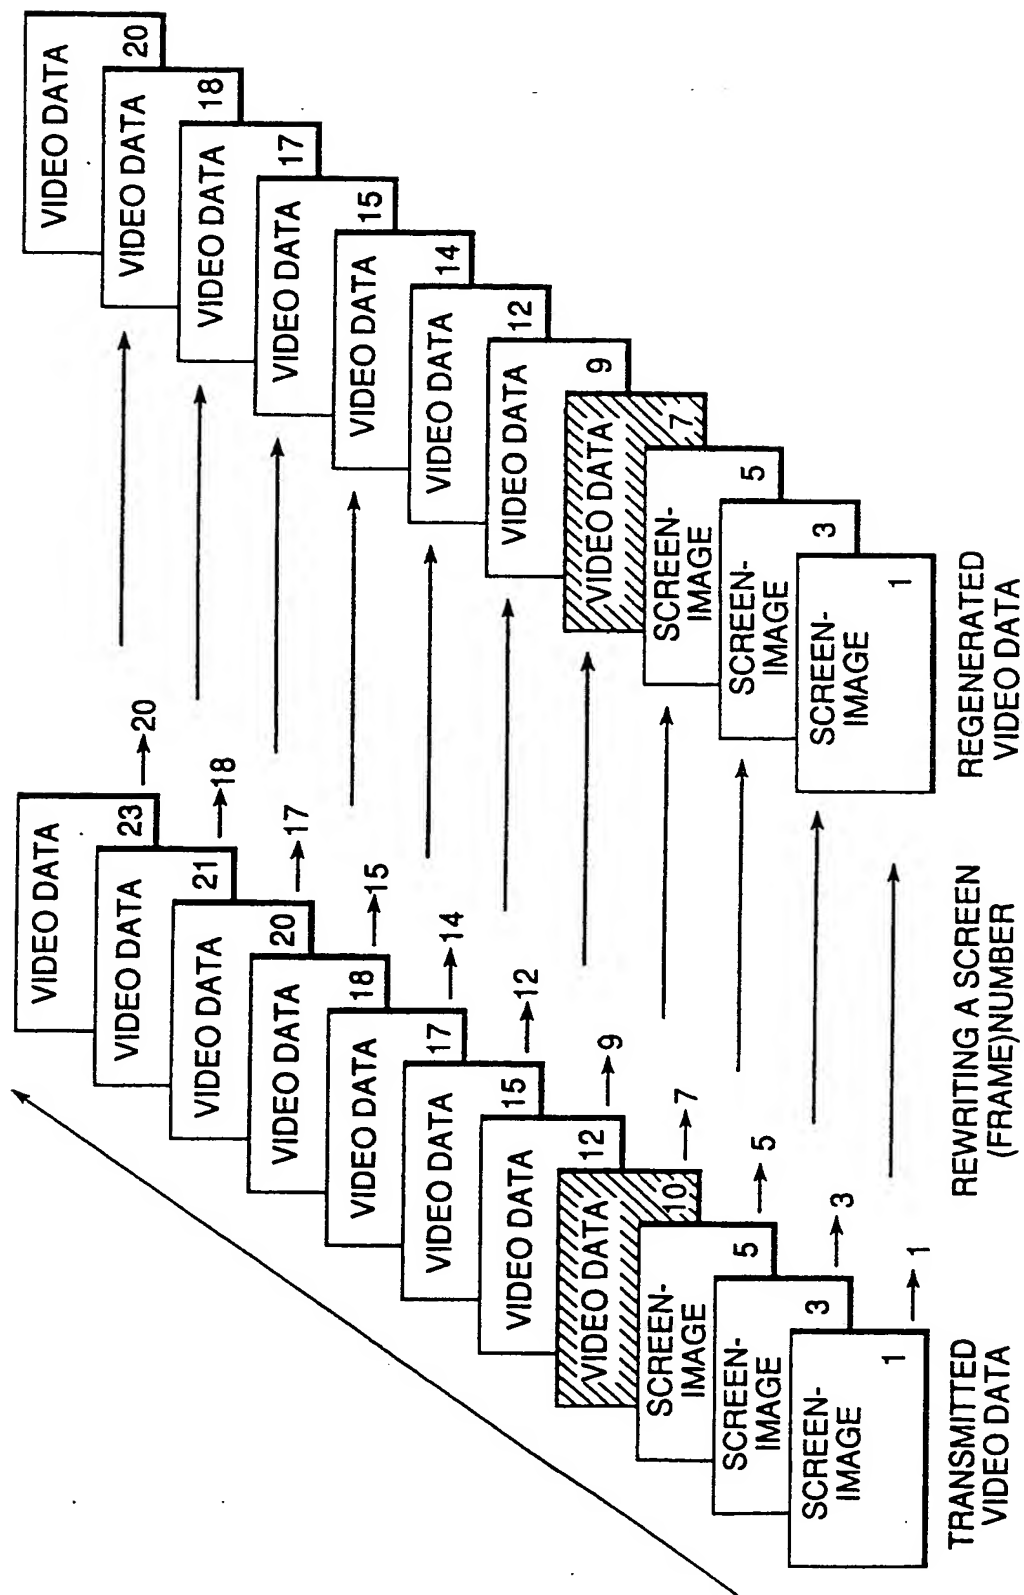 VIDEO DATA
23
→20
VIDEO DATA
21
→18
VIDEO DATA
20
→17
VIDEO DATA
18
→15
VIDEO DATA
17
→14
VIDEO DATA
15
→12
VIDEO DATA
12
→9
VIDEO DATA
10
→7
SCREEN-
IMAGE
5
→5
SCREEN-
IMAGE
3
→3
SCREEN-
IMAGE
1
→1
TRANSMITTED
VIDEO DATA
REWRITING A SCREEN
(FRAME)NUMBER
VIDEO DATA
20
VIDEO DATA
18
VIDEO DATA
17
VIDEO DATA
15
VIDEO DATA
14
VIDEO DATA
12
VIDEO DATA
9
VIDEO DATA
7
SCREEN-
IMAGE
5
SCREEN-
IMAGE
3
SCREEN-
IMAGE
1
REGENERATED
VIDEO DATA